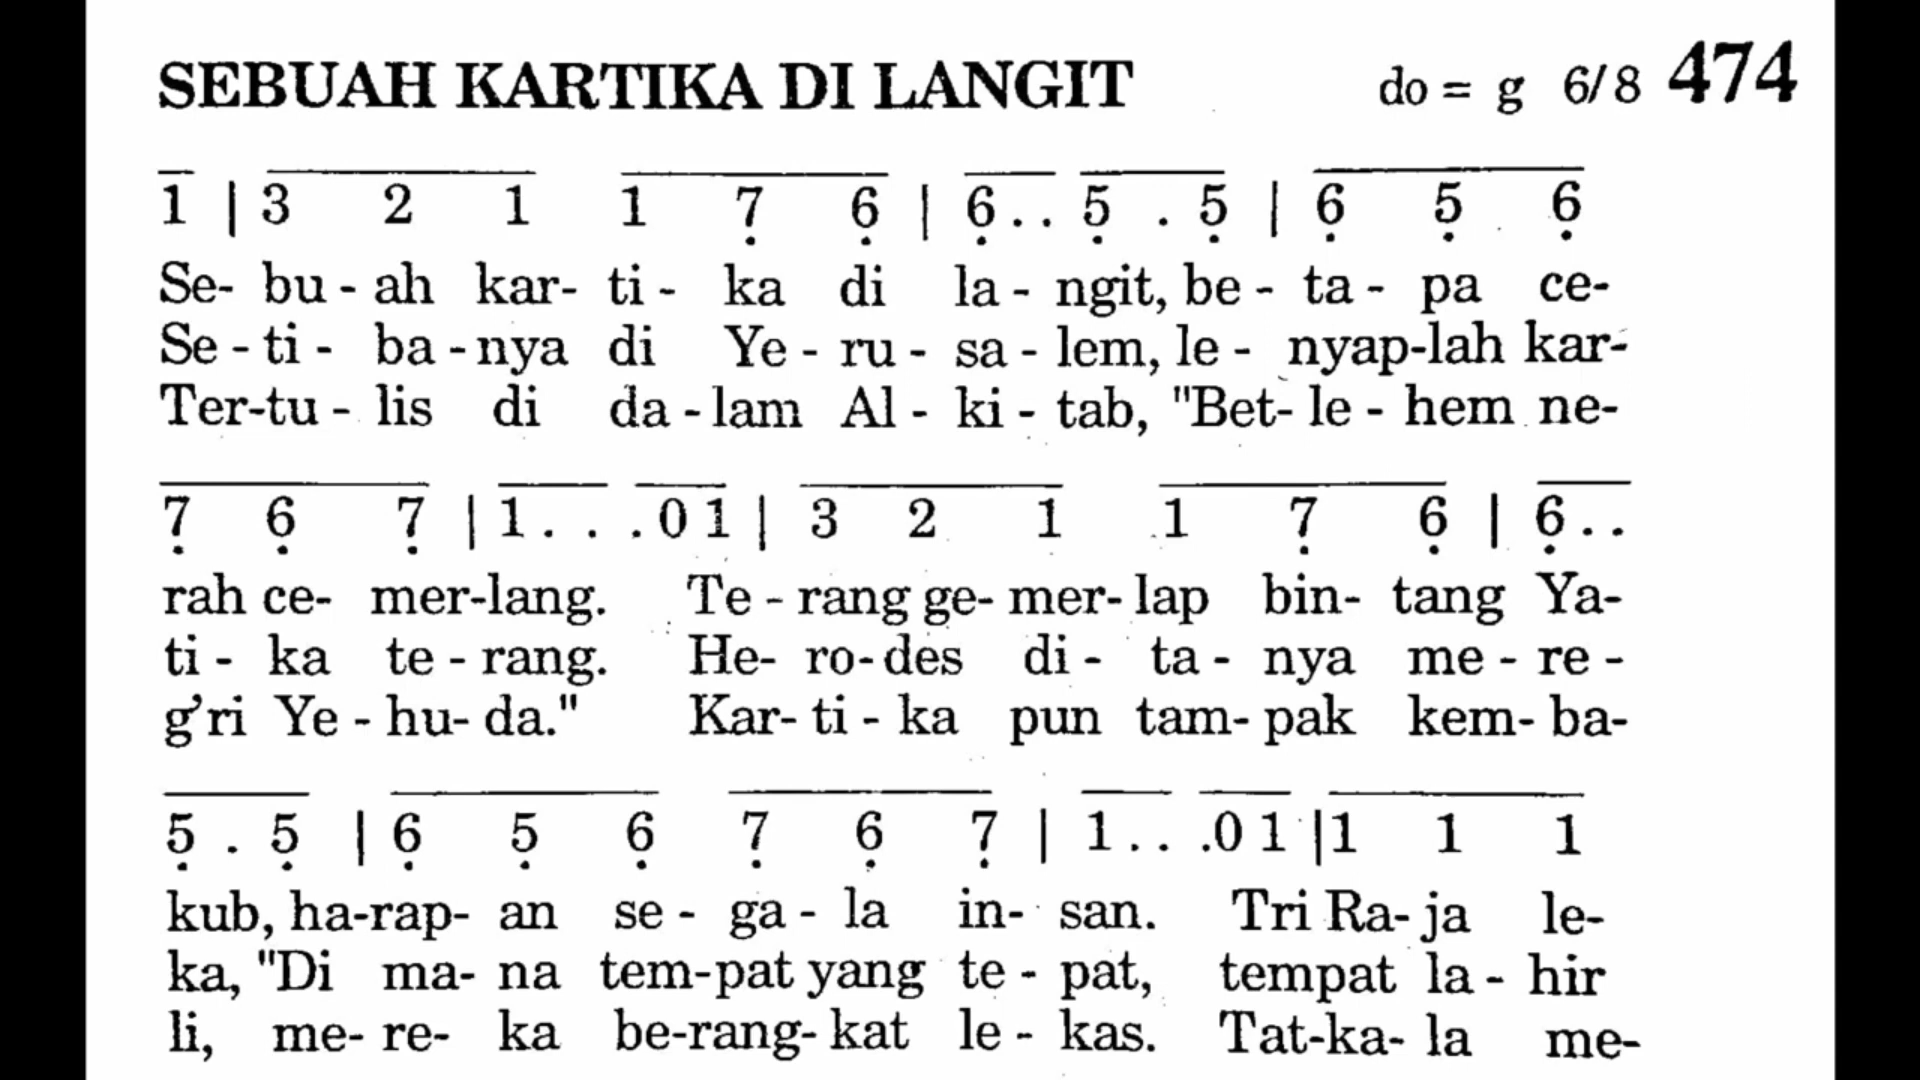 SEBUAH KARTIKA DI LANGIT do = g 6/8 474
1 | 3 2 1 1 7̣ 6̣ | 6̣ . . 5̣ . 5̣ | 6̣ 5̣ 6̣
Se- bu - ah kar- ti - ka di la - ngit, be - ta - pa ce-
Se - ti - ba -nya di Ye - ru - sa - lem, le - nyap-lah kar-
Ter-tu - lis di da -lam Al - ki - tab, "Bet- le - hem ne-
7̣ 6̣ 7̣ | 1 . . . 0 1 | 3 2 1 1 7̣ 6̣ | 6̣ . .
rah ce- mer-lang. Te - rang ge- mer- lap bin- tang Ya-
ti - ka te - rang. He- ro-des di - ta - nya me - re -
g'ri Ye - hu- da." Kar- ti - ka pun tam- pak kem- ba-
5̣ . 5̣ | 6̣ 5̣ 6̣ 7̣ 6̣ 7̣ | 1 . . . 0 1 | 1 1 1
kub, ha-rap- an se - ga - la in- san. Tri Ra- ja le-
ka, "Di ma- na tem-pat yang te - pat, tempat la - hir
li, me- re- ka be-rang- kat le - kas. Tat-ka- la me-